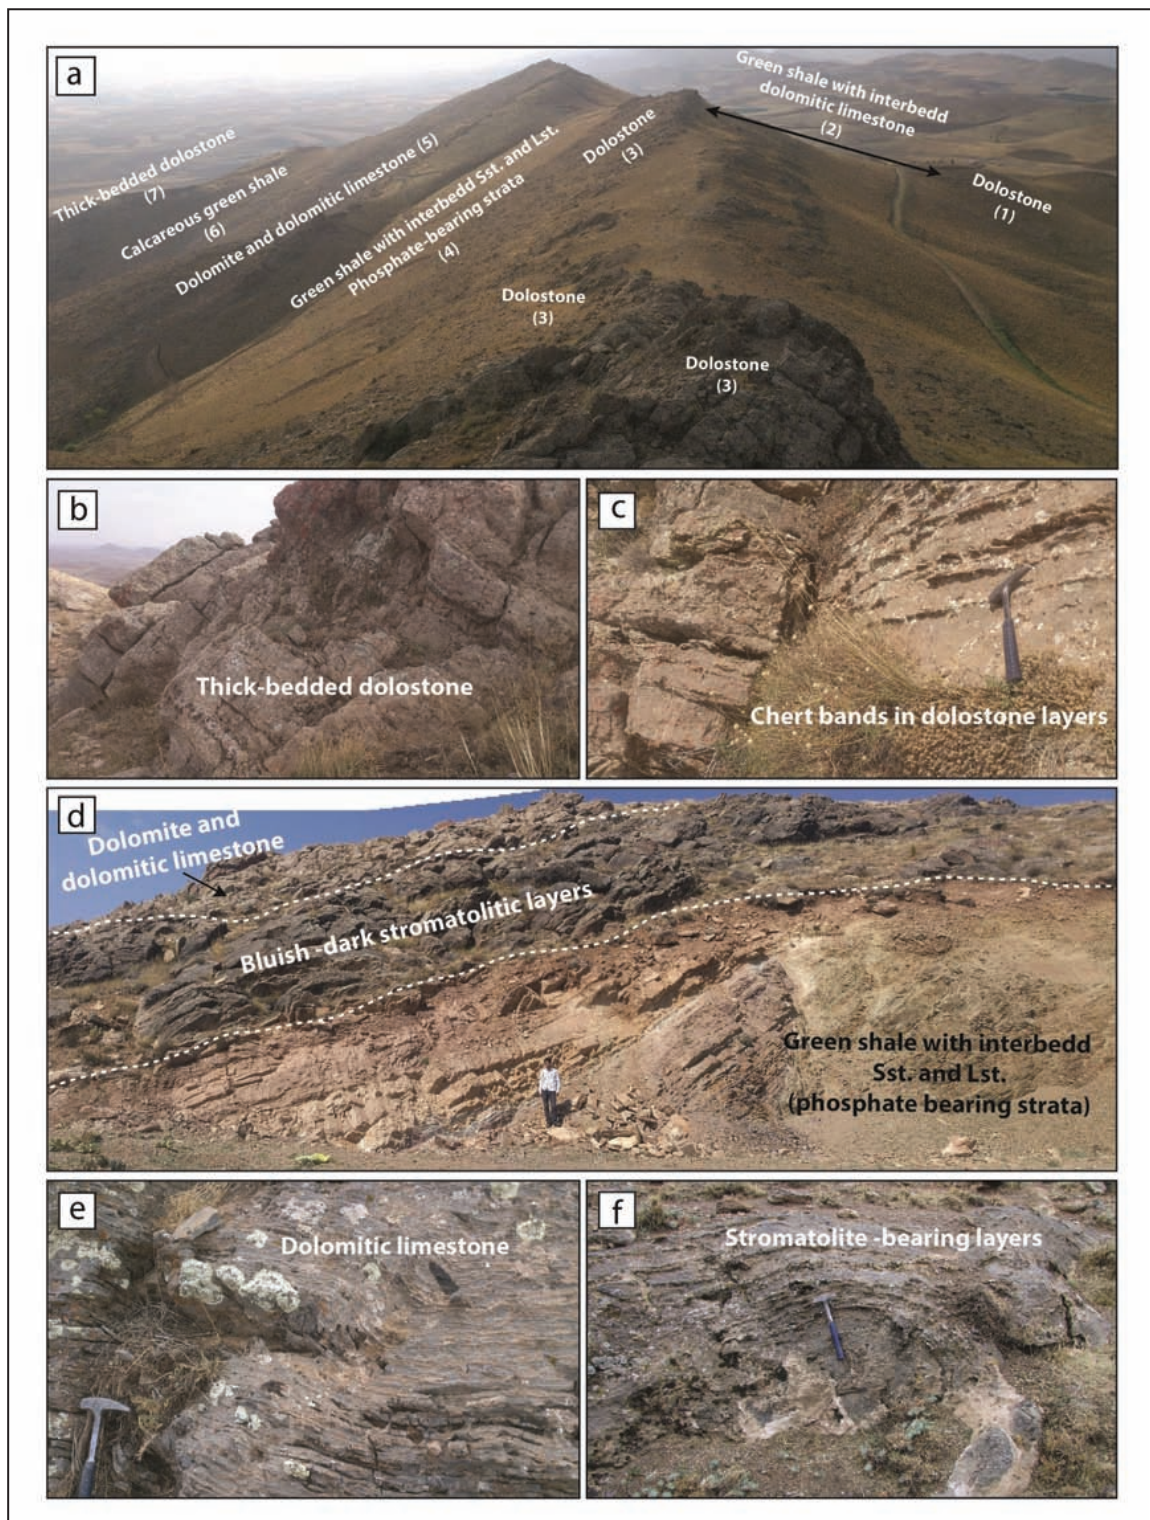 a
Green shale with interbedd
dolomitic limestone
(2)
Thick-bedded dolostone
(7)
Calcareous green shale
(6)
Dolomite and dolomitic limestone (5)
Green shale with interbedd Sst. and Lst.
Phosphate-bearing strata
(4)
Dolostone
(3)
Dolostone
(1)
Dolostone
(3)
Dolostone
(3)
b
Thick-bedded dolostone
c
Chert bands in dolostone layers
d
Dolomite and
dolomitic limestone
Bluish -dark stromatolitic layers
Green shale with interbedd
Sst. and Lst.
(phosphate bearing strata)
e
Dolomitic limestone
f
Stromatolite -bearing layers